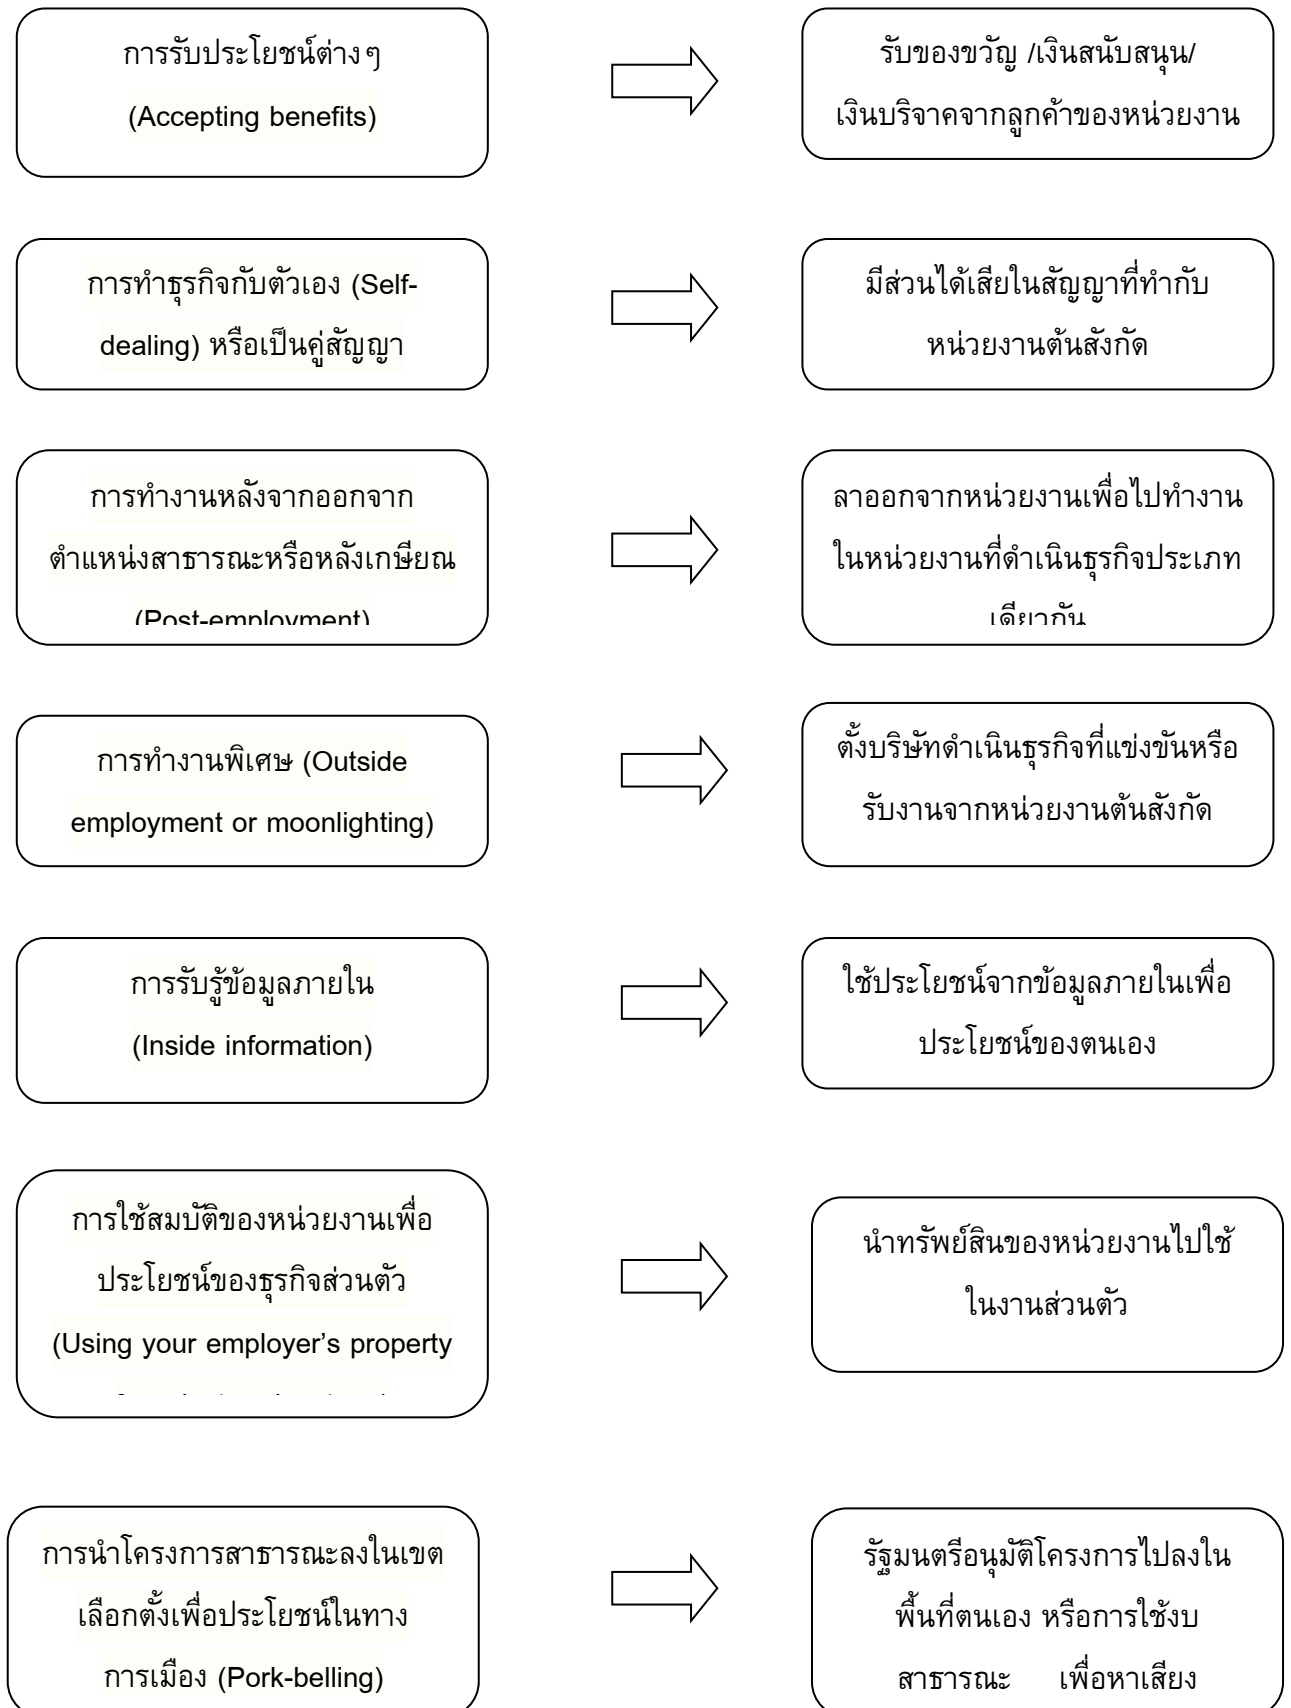 การรับประโยชน์ต่างๆ
(Accepting benefits)
รับของขวัญ /เงินสนับสนุน/
เงินบริจาคจากลูกค้าของหน่วยงาน
การทำธุรกิจกับตัวเอง (Self-
dealing) หรือเป็นคู่สัญญา
มีส่วนได้เสียในสัญญาที่ทำกับ
หน่วยงานต้นสังกัด
การทำงานหลังจากออกจาก
ตำแหน่งสาธารณะหรือหลังเกษียณ
(Post-employment)
ลาออกจากหน่วยงานเพื่อไปทำงาน
ในหน่วยงานที่ดำเนินธุรกิจประเภท
เดียวกัน
การทำงานพิเศษ (Outside
employment or moonlighting)
ตั้งบริษัทดำเนินธุรกิจที่แข่งขันหรือ
รับงานจากหน่วยงานต้นสังกัด
การรับรู้ข้อมูลภายใน
(Inside information)
ใช้ประโยชน์จากข้อมูลภายในเพื่อ
ประโยชน์ของตนเอง
การใช้สมบัติของหน่วยงานเพื่อ
ประโยชน์ของธุรกิจส่วนตัว
(Using your employer’s property
นำทรัพย์สินของหน่วยงานไปใช้
ในงานส่วนตัว
การนำโครงการสาธารณะลงในเขต
เลือกตั้งเพื่อประโยชน์ในทาง
การเมือง (Pork-belling)
รัฐมนตรีอนุมัติโครงการไปลงใน
พื้นที่ตนเอง หรือการใช้งบ
สาธารณะ เพื่อหาเสียง